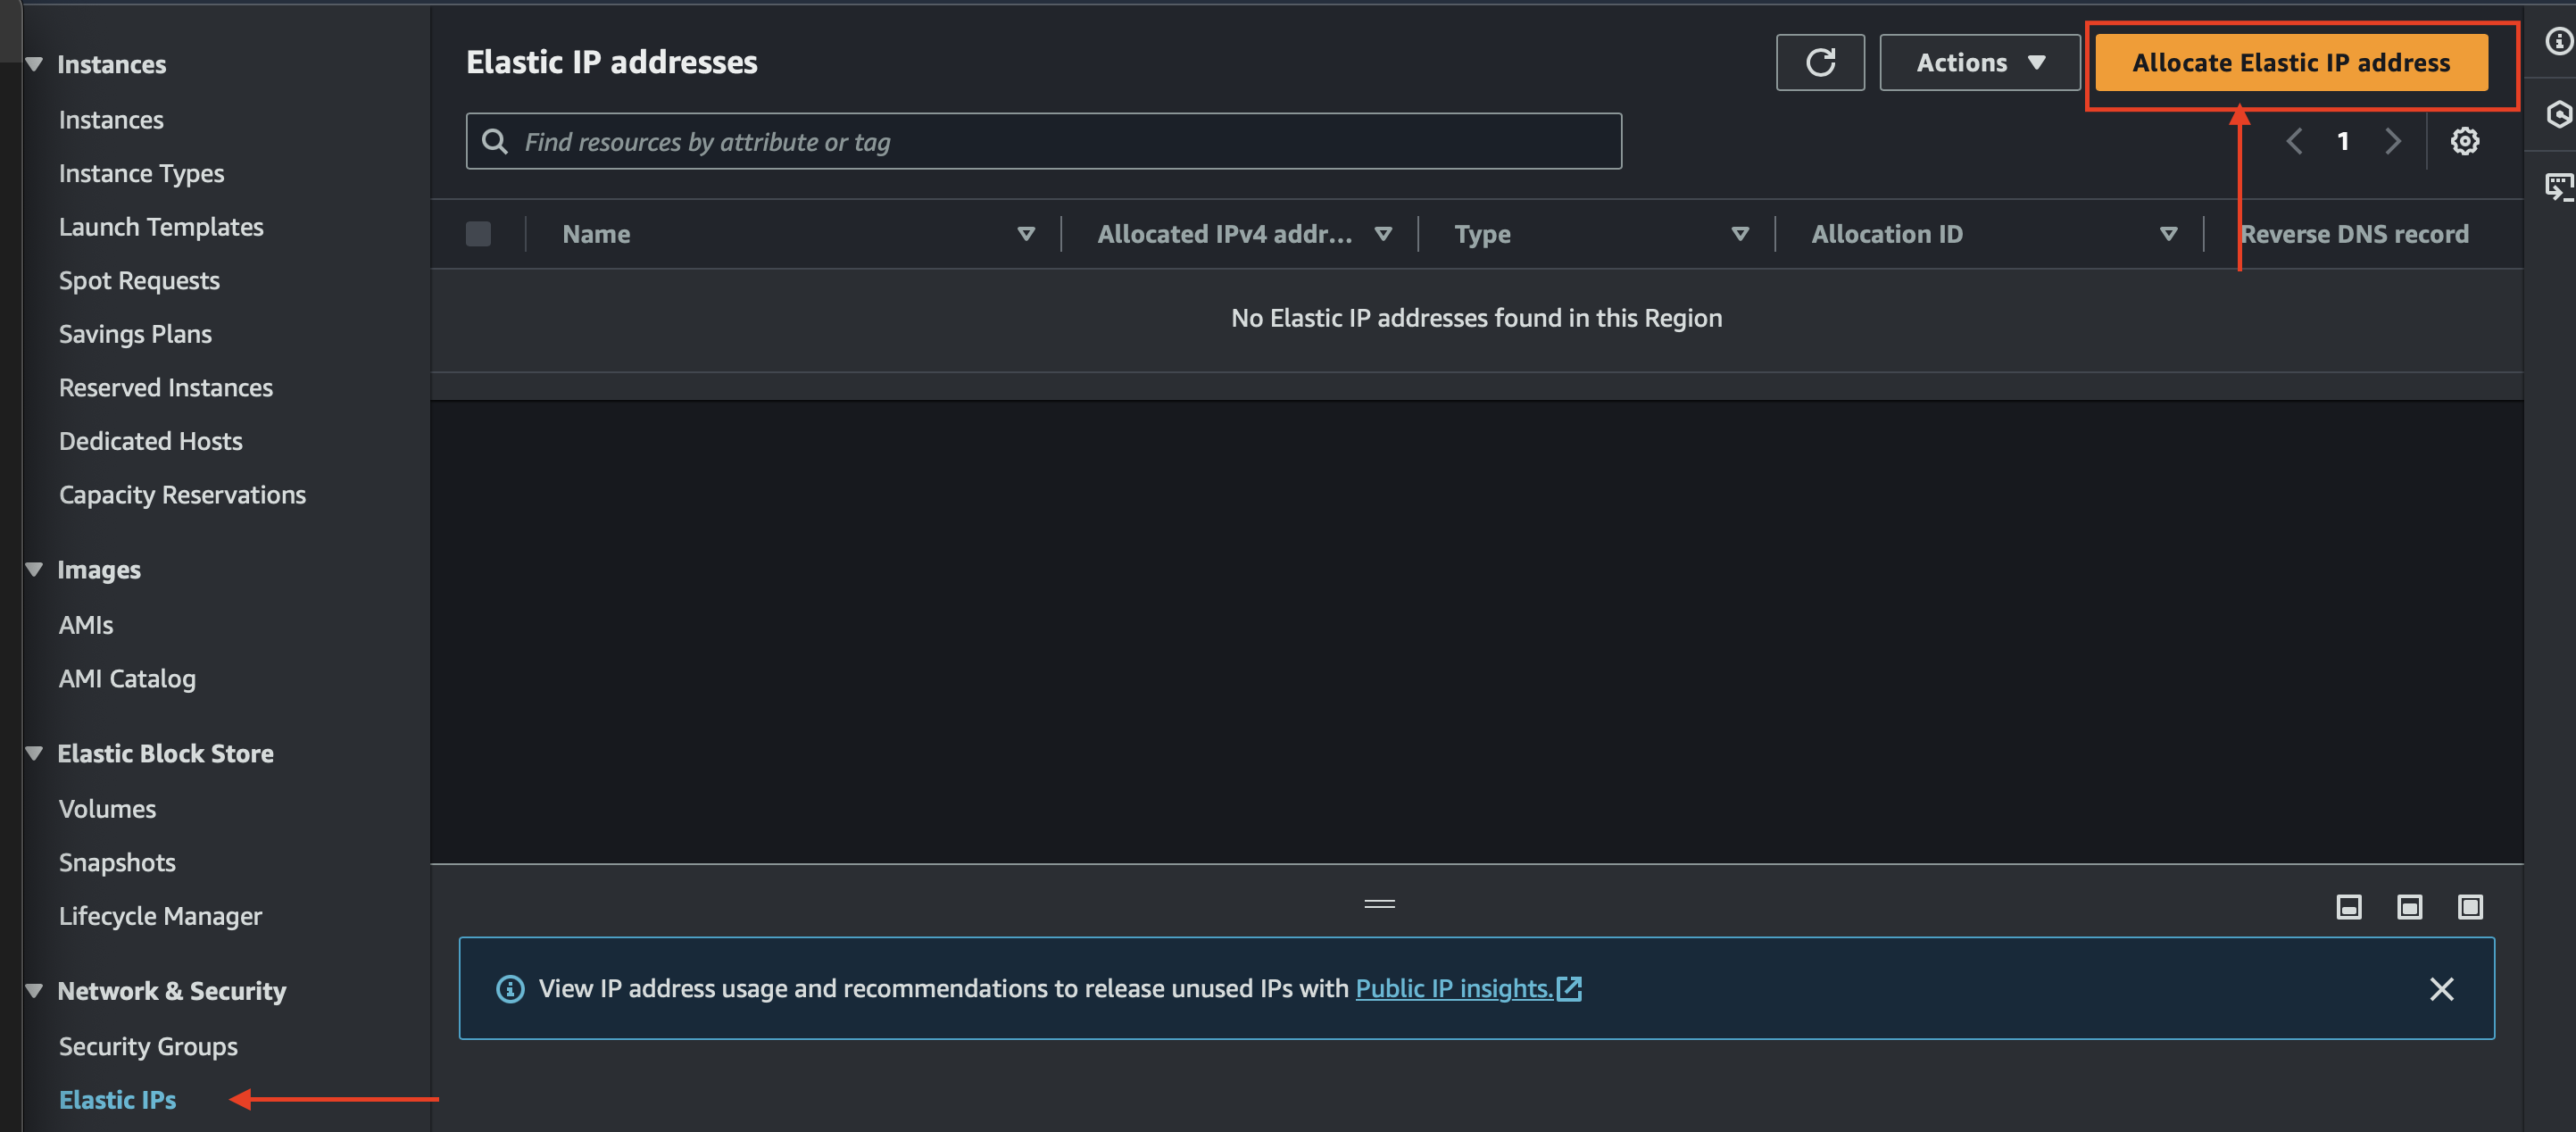 Instances
Instances
Instance Types
Launch Templates
Spot Requests
Savings Plans
Reserved Instances
Dedicated Hosts
Capacity Reservations
Images
AMIs
AMI Catalog
Elastic Block Store
Volumes
Snapshots
Lifecycle Manager
Network & Security
Security Groups
Elastic IPs
Elastic IP addresses
Actions
Allocate Elastic IP address
Find resources by attribute or tag
1
Name Allocated IPv4 addr... Type Allocation ID Reverse DNS record
No Elastic IP addresses found in this Region
View IP address usage and recommendations to release unused IPs with Public IP insights.